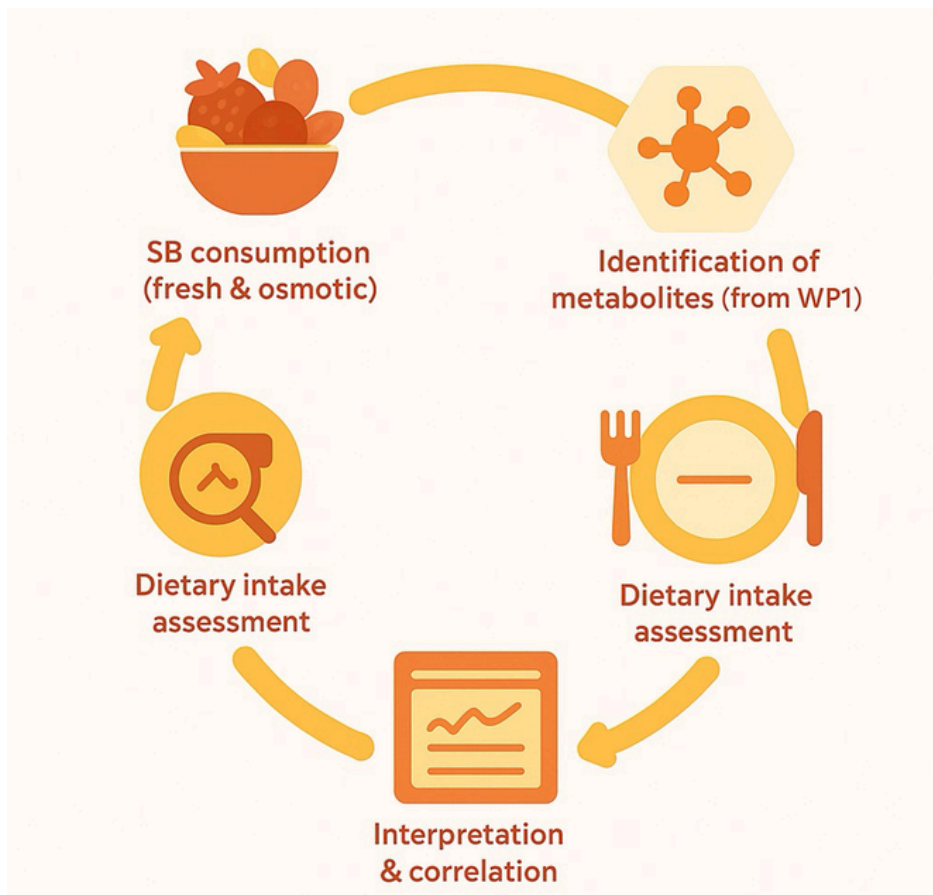 SB consumption
(fresh & osmotic)
Identification of
metabolites (from WP1)
Dietary intake
assessment
Dietary intake
assessment
Interpretation
& correlation